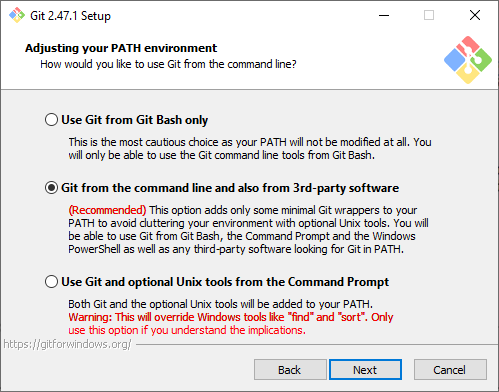 Git 2.47.1 Setup
Adjusting your PATH environment
How would you like to use Git from the command line?
Use Git from Git Bash only
This is the most cautious choice as your PATH will not be modified at all. You
will only be able to use the Git command line tools from Git Bash.
Git from the command line and also from 3rd-party software
(Recommended) This option adds only some minimal Git wrappers to your
PATH to avoid cluttering your environment with optional Unix tools. You will
be able to use Git from Git Bash, the Command Prompt and the Windows
PowerShell as well as any third-party software looking for Git in PATH.
Use Git and optional Unix tools from the Command Prompt
Both Git and the optional Unix tools will be added to your PATH.
Warning: This will override Windows tools like "find" and "sort". Only
use this option if you understand the implications.
https://gitforwindows.org/
Back Next Cancel